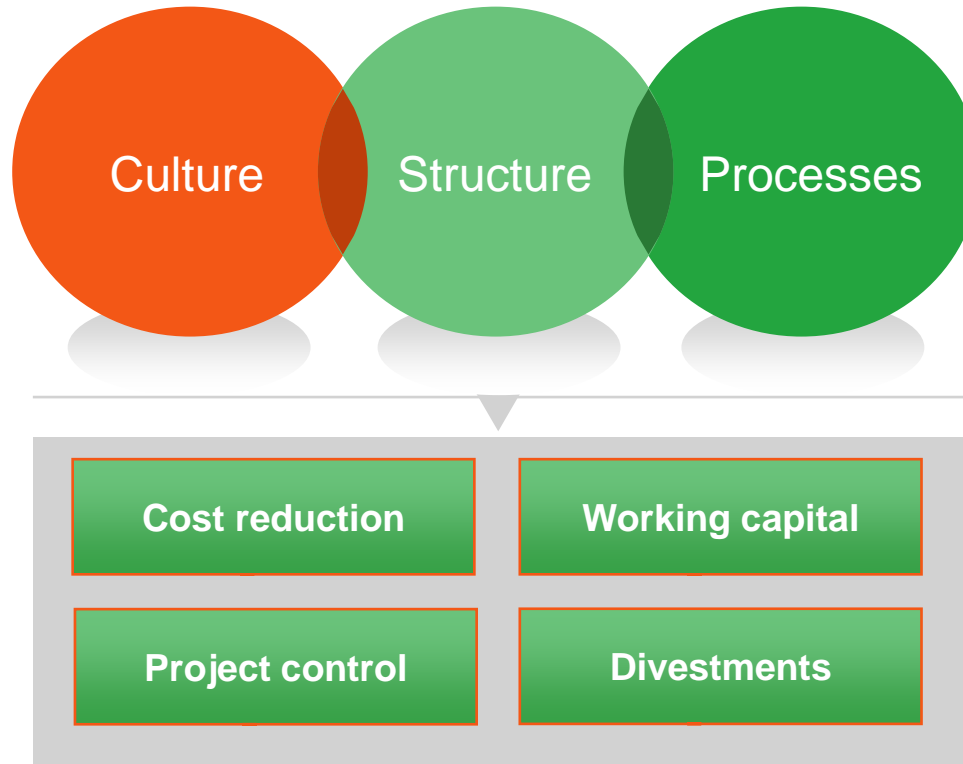 Culture
Structure
Processes
Cost reduction
Working capital
Project control
Divestments